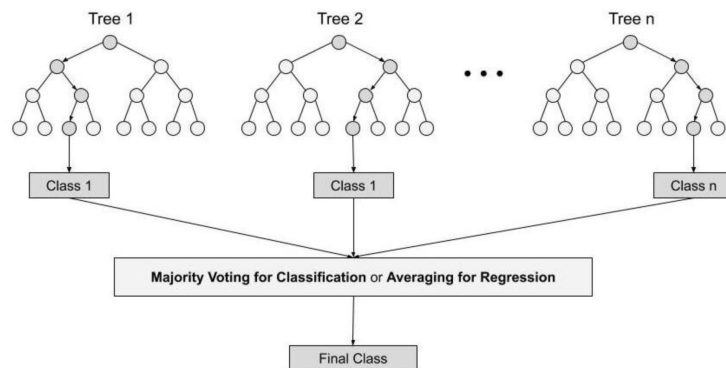 Tree 1
Tree 2
Tree n
Class 1
Class 1
Class n
Majority Voting for Classification or Averaging for Regression
Final Class